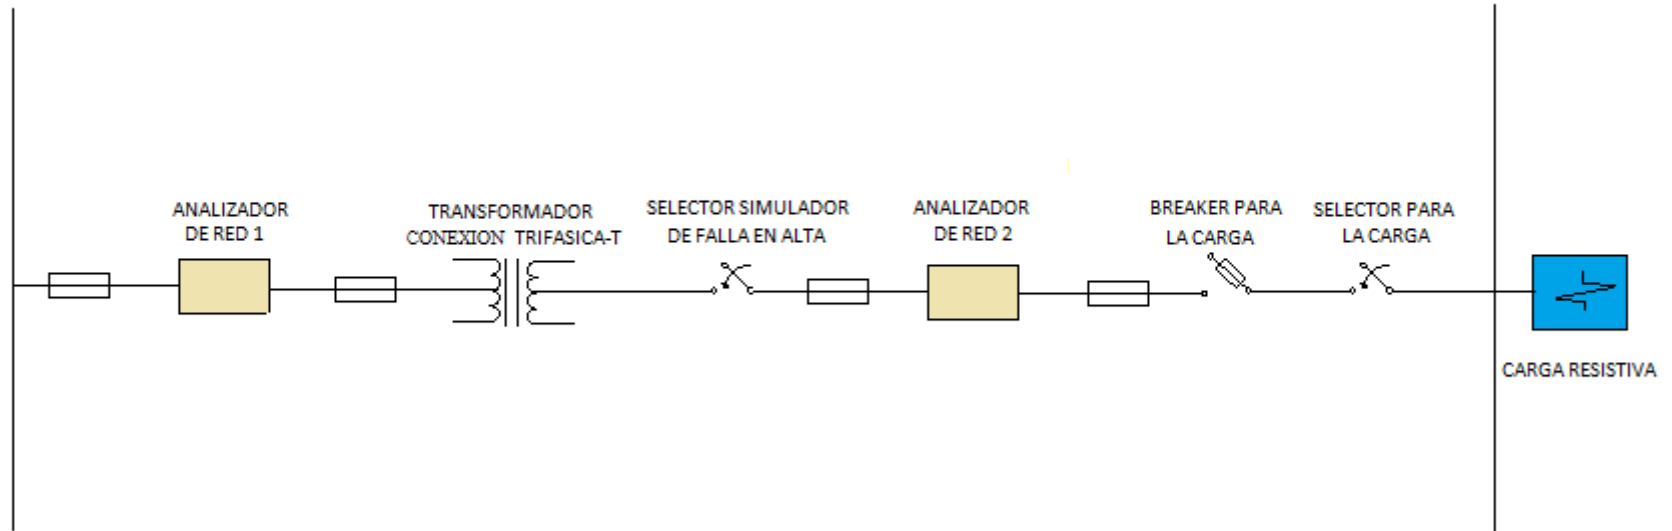 ANALIZADOR
DE RED 1
TRANSFORMADOR
CONEXION TRIFASICA-T
SELECTOR SIMULADOR
DE FALLA EN ALTA
ANALIZADOR
DE RED 2
BREAKER PARA
LA CARGA
SELECTOR PARA
LA CARGA
CARGA RESISTIVA